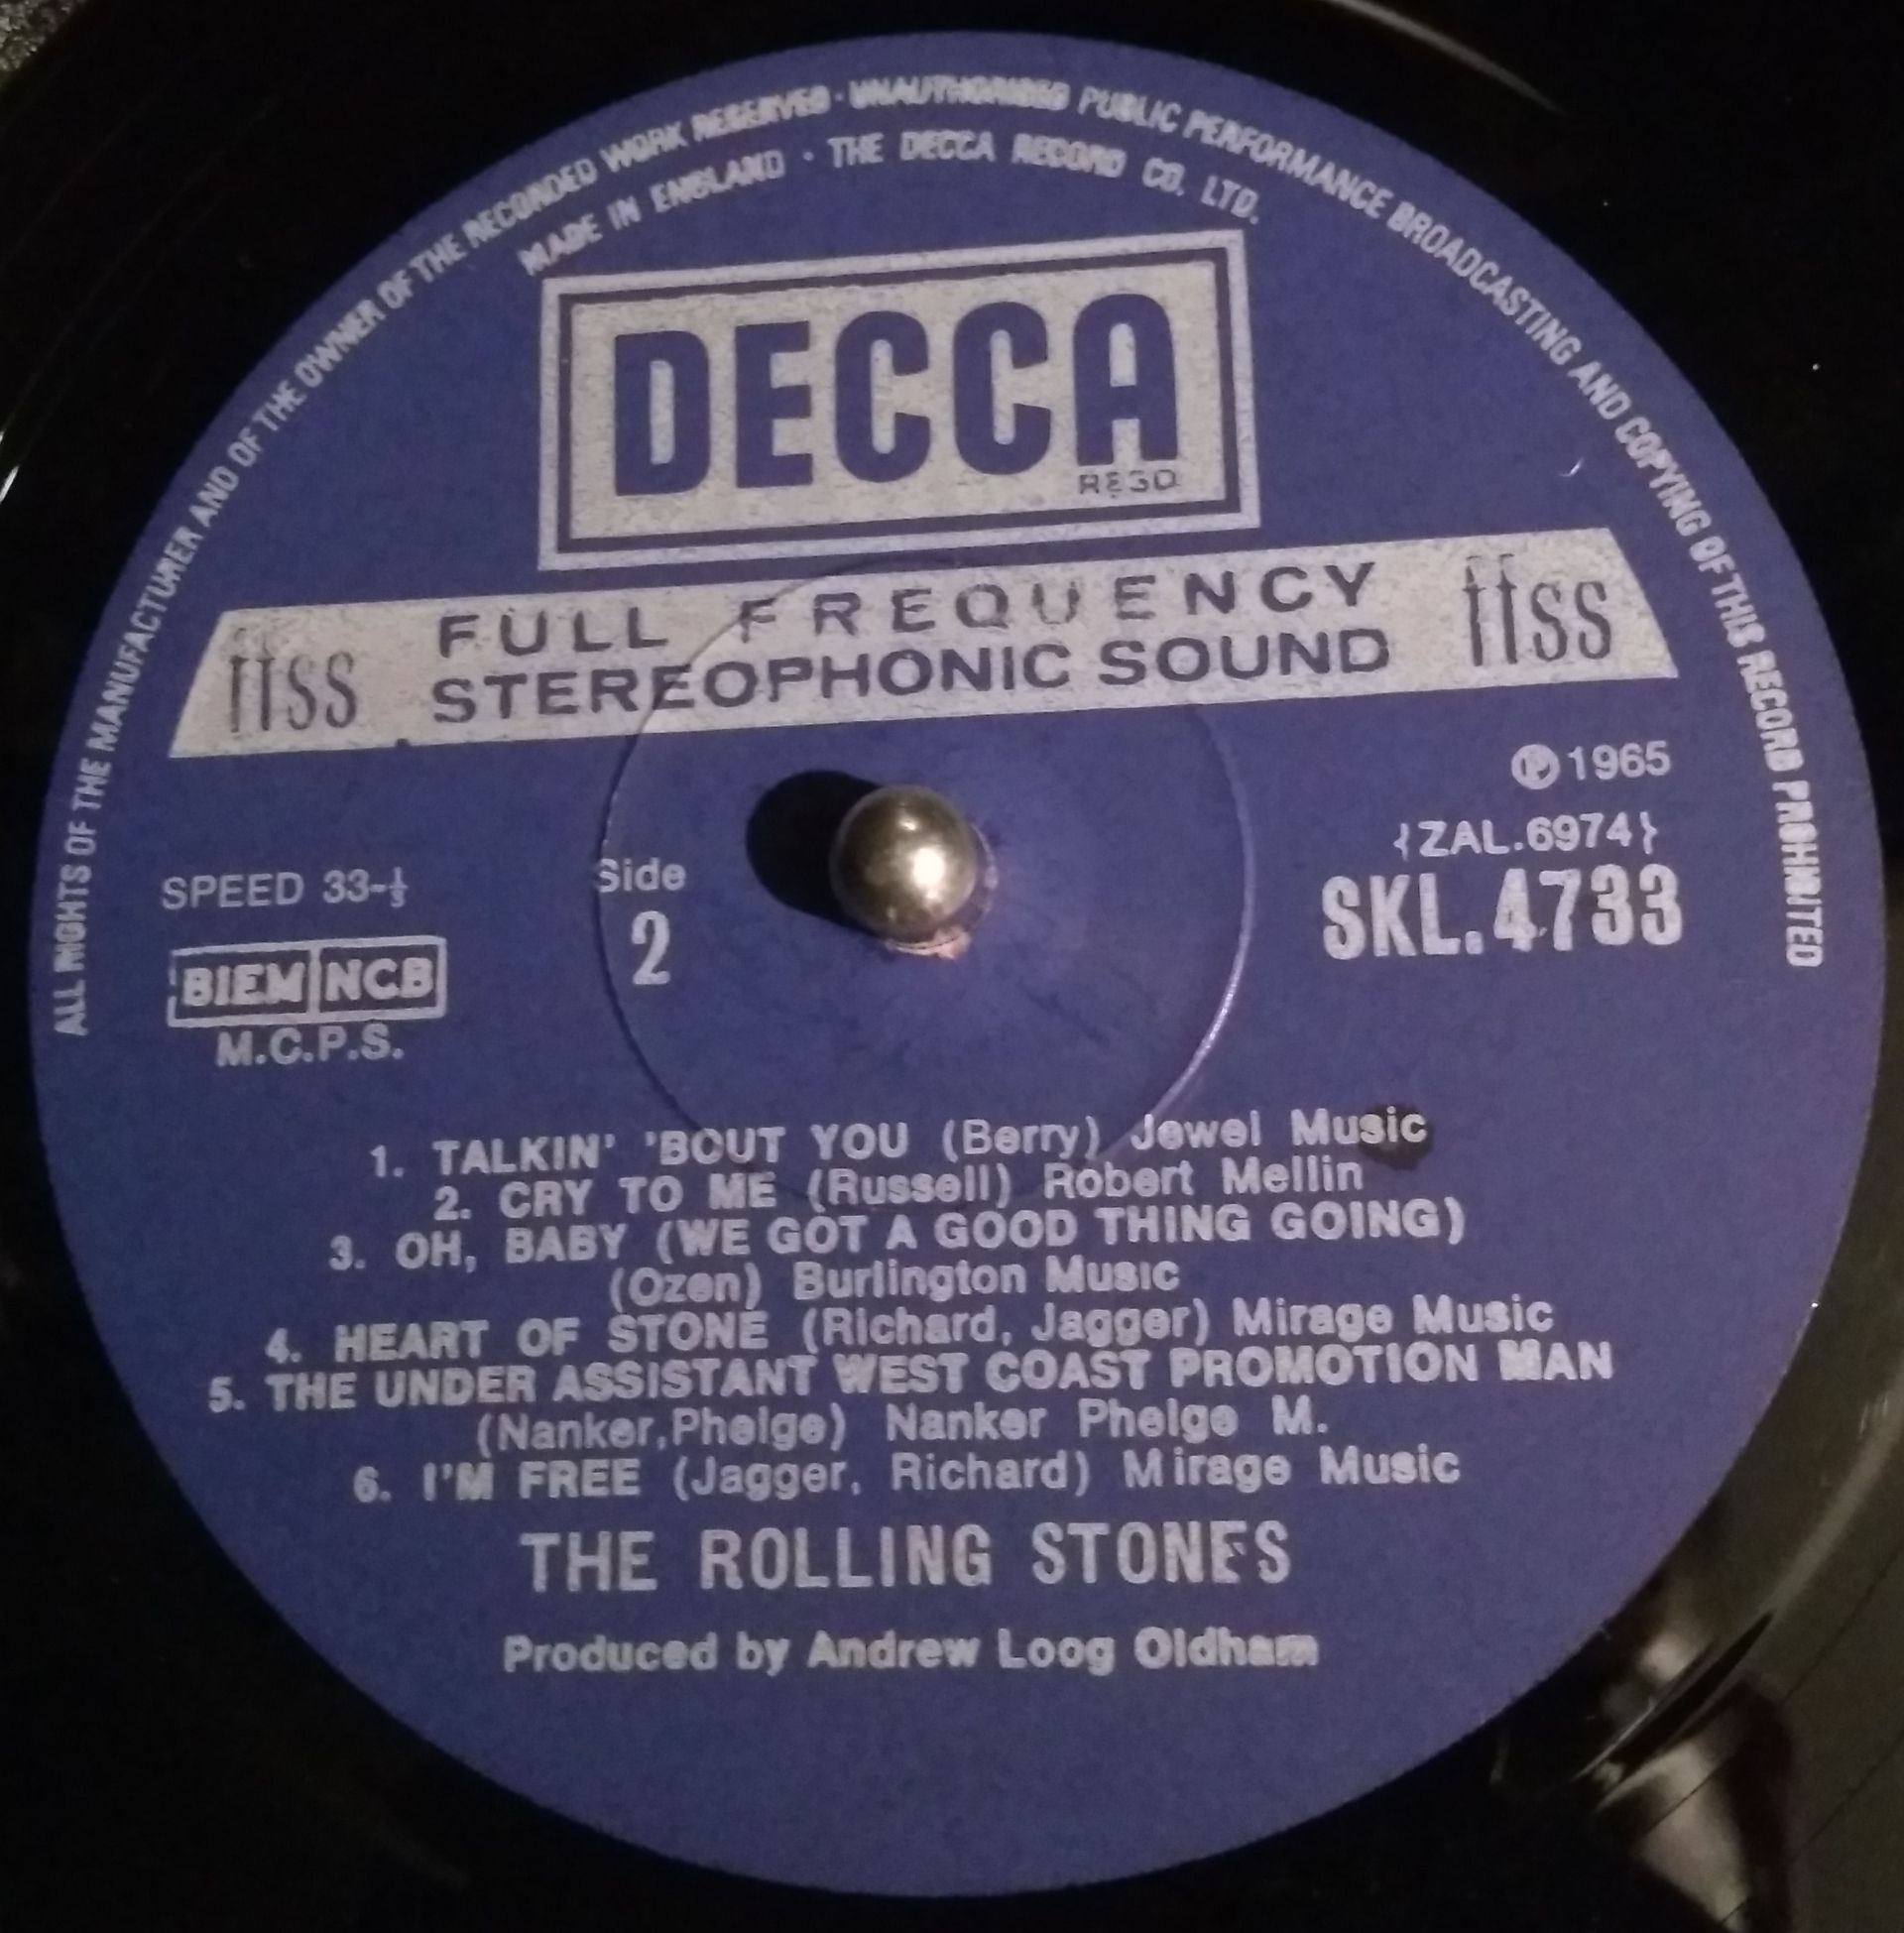 ALL RIGHTS OF THE MANUFACTURER AND OF THE OWNER OF THE RECORDED WORK RESERVED · UNAUTHORISED PUBLIC PERFORMANCE BROADCASTING AND COPYING OF THIS RECORD PROHIBITED
MADE IN ENGLAND · THE DECCA RECORD CO. LTD.
DECCA
REGD
ffss FULL FREQUENCY STEREOPHONIC SOUND ffss
℗ 1965
{ZAL.6974}
SKL.4733
SPEED 33-⅓
Side
2
BIEM NCB
M.C.P.S.
1. TALKIN' 'BOUT YOU (Berry) Jewel Music
2. CRY TO ME (Russell) Robert Mellin
3. OH, BABY (WE GOT A GOOD THING GOING)
(Ozen) Burlington Music
4. HEART OF STONE (Richard, Jagger) Mirage Music
5. THE UNDER ASSISTANT WEST COAST PROMOTION MAN
(Nanker,Phelge) Nanker Phelge M.
6. I'M FREE (Jagger, Richard) Mirage Music
THE ROLLING STONES
Produced by Andrew Loog Oldham